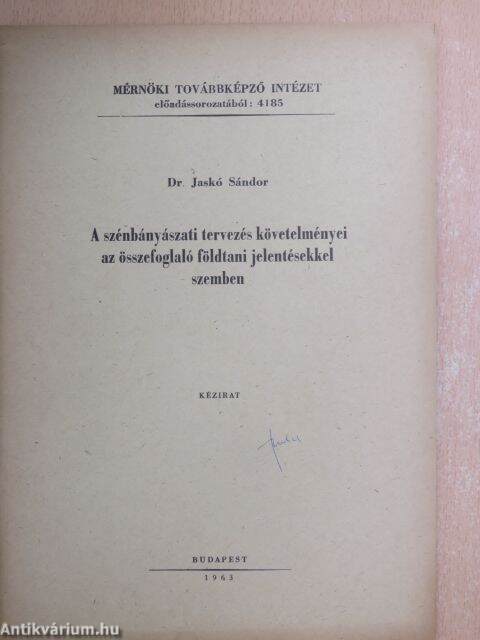 MÉRNÖKI TOVÁBBKÉPZŐ INTÉZET
előadássorozatából: 4185
Dr. Jaskó Sándor
A szénbányászati tervezés követelményei
az összefoglaló földtani jelentésekkel
szemben
KÉZIRAT
BUDAPEST
1963
Antikvárium.hu